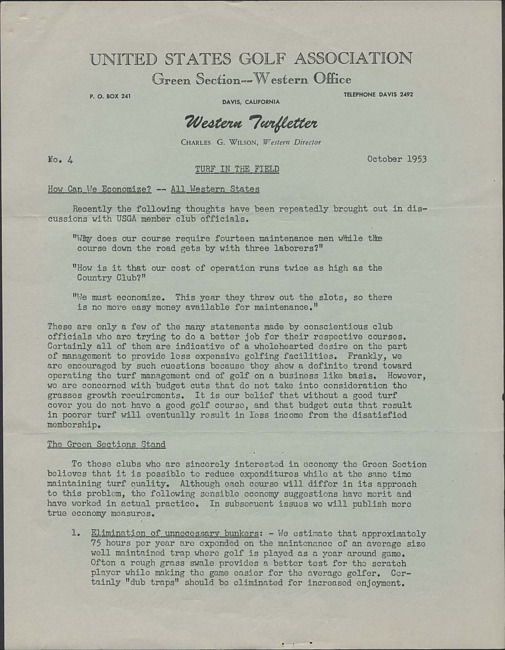 UNITED STATES GOLF ASSOCIATION
Green Section--Western Office
P. O. BOX 241
TELEPHONE DAVIS 2492
DAVIS, CALIFORNIA
Western Turfletter
CHARLES G. WILSON, Western Director
No. 4
October 1953
TURF IN THE FIELD
How Can We Economize? -- All Western States
Recently the following thoughts have been repeatedly brought out in dis-
cussions with USGA member club officials.
"Why does our course require fourteen maintenance men while the
course down the road gets by with three laborers?"
"How is it that our cost of operation runs twice as high as the
Country Club?"
"We must economize. This year they threw out the slots, so there
is no more easy money available for maintenance."
These are only a few of the many statements made by conscientious club
officials who are trying to do a better job for their respective courses.
Certainly all of them are indicative of a wholehearted desire on the part
of management to provide less expensive golfing facilities. Frankly, we
are encouraged by such questions because they show a definite trend toward
operating the turf management end of golf on a business like basis. However,
we are concerned with budget cuts that do not take into consideration the
grasses growth requirements. It is our belief that without a good turf
cover you do not have a good golf course, and that budget cuts that result
in poorer turf will eventually result in less income from the disatisfied
membership.
The Green Sections Stand
To those clubs who are sincerely interested in economy the Green Section
believes that it is possible to reduce expenditures while at the same time
maintaining turf quality. Although each course will differ in its approach
to this problem, the following sensible economy suggestions have merit and
have worked in actual practice. In subsequent issues we will publish more
true economy measures.
1. Elimination of unnecessary bunkers: - We estimate that approximately
75 hours per year are expended on the maintenance of an average size
well maintained trap where golf is played as a year around game.
Often a rough grass swale provides a better test for the scratch
player while making the game easier for the average golfer. Cer-
tainly "dub traps" should be eliminated for increased enjoyment.